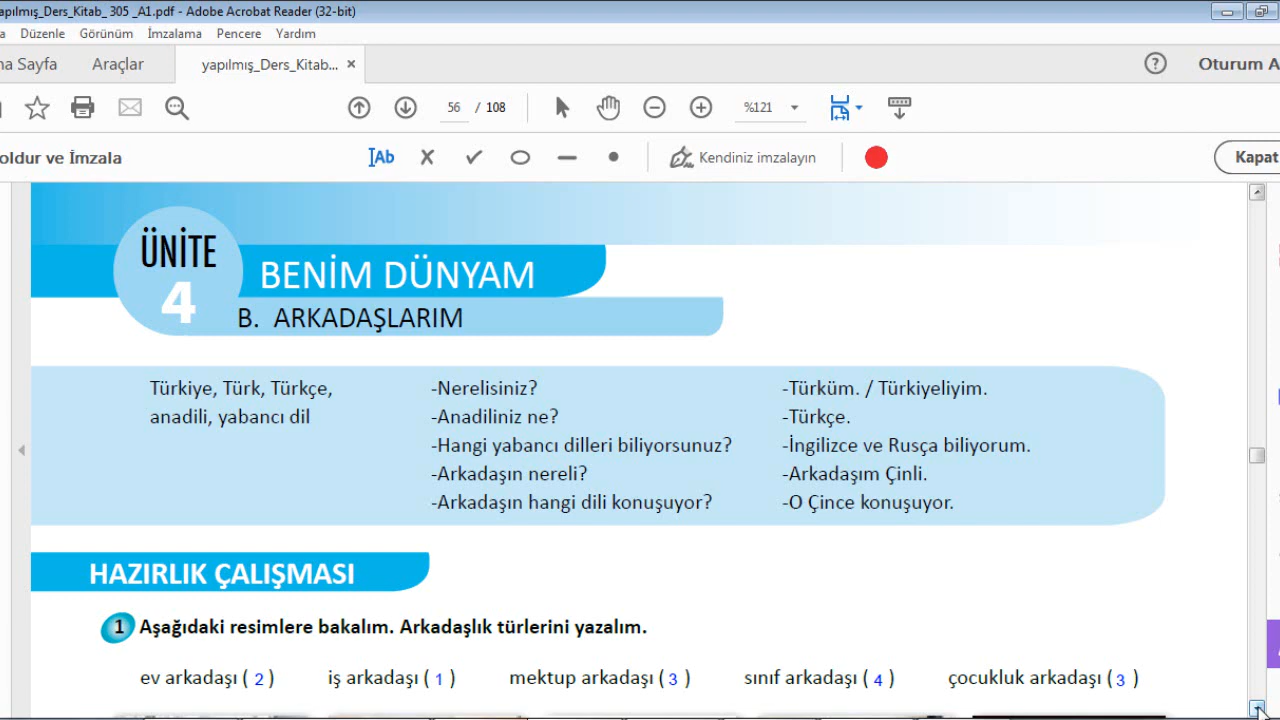 apılmış_Ders_Kitab_ 305 _A1.pdf - Adobe Acrobat Reader (32-bit)
a Düzenle Görünüm İmzalama Pencere Yardım
na Sayfa Araçlar yapılmış_Ders_Kitab... × ? Oturum A
56 / 108 %121
oldur ve İmzala Ab Kendiniz imzalayın Kapat
ÜNİTE
4
BENİM DÜNYAM
B. ARKADAŞLARIM
Türkiye, Türk, Türkçe, -Nerelisiniz? -Türküm. / Türkiyeliyim.
anadili, yabancı dil -Anadiliniz ne? -Türkçe.
-Hangi yabancı dilleri biliyorsunuz? -İngilizce ve Rusça biliyorum.
-Arkadaşın nereli? -Arkadaşım Çinli.
-Arkadaşın hangi dili konuşuyor? -O Çince konuşuyor.
HAZIRLIK ÇALIŞMASI
1 Aşağıdaki resimlere bakalım. Arkadaşlık türlerini yazalım.
ev arkadaşı ( 2 ) iş arkadaşı ( 1 ) mektup arkadaşı ( 3 ) sınıf arkadaşı ( 4 ) çocukluk arkadaşı ( 3 )